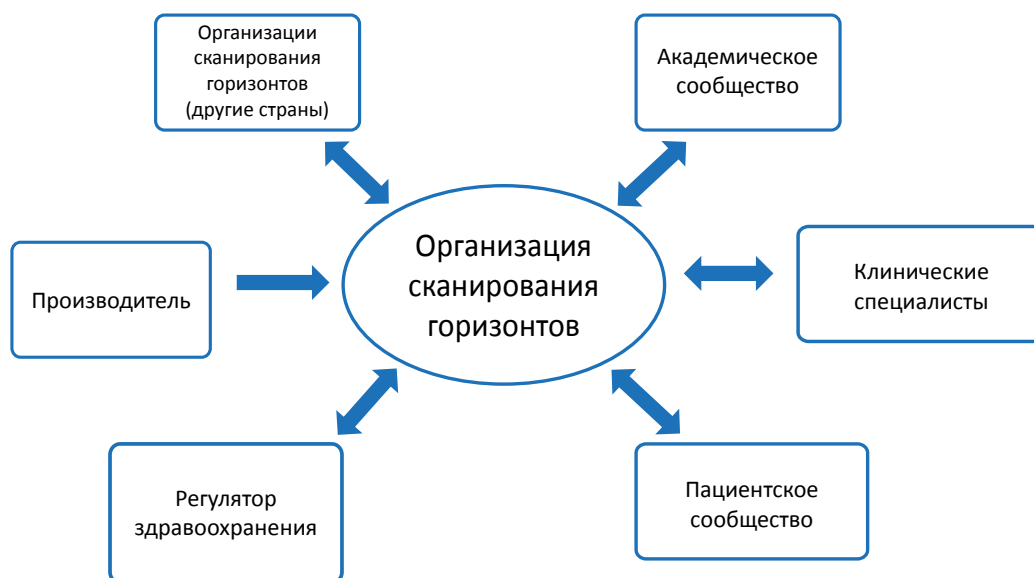 Организации
сканирования
горизонтов
(другие страны)
Академическое
сообщество
Организация
сканирования
горизонтов
Производитель
Клинические
специалисты
Регулятор
здравоохранения
Пациентское
сообщество